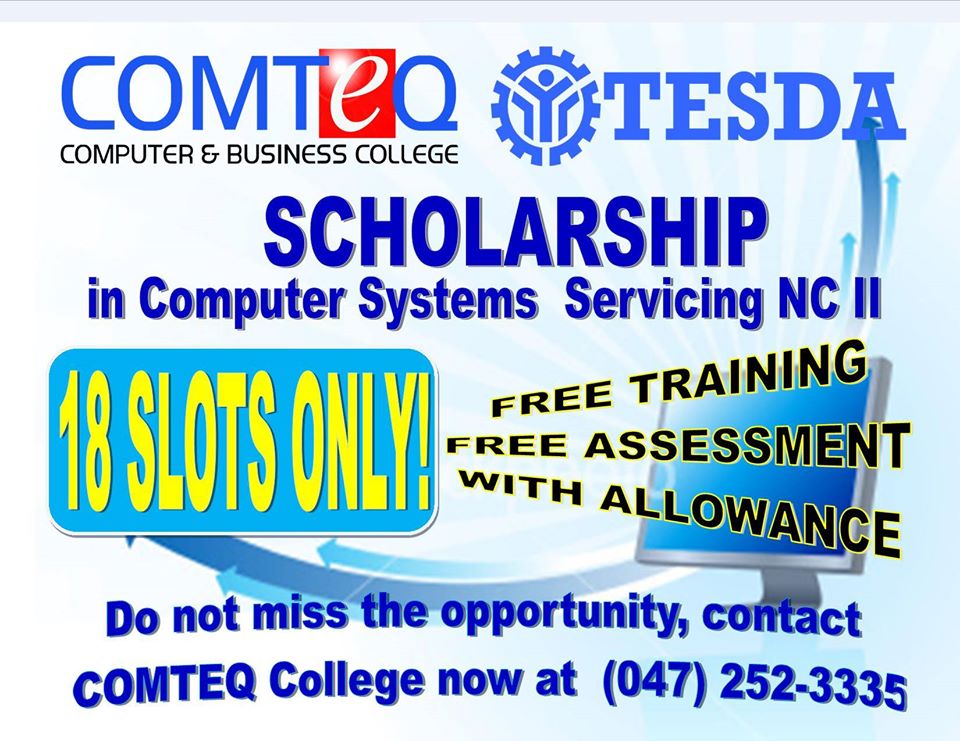 COMTeQ
COMPUTER & BUSINESS COLLEGE
TESDA
SCHOLARSHIP
in Computer Systems Servicing NC II
18 SLOTS ONLY!
FREE TRAINING
FREE ASSESSMENT
WITH ALLOWANCE
Do not miss the opportunity, contact
COMTEQ College now at (047) 252-3335